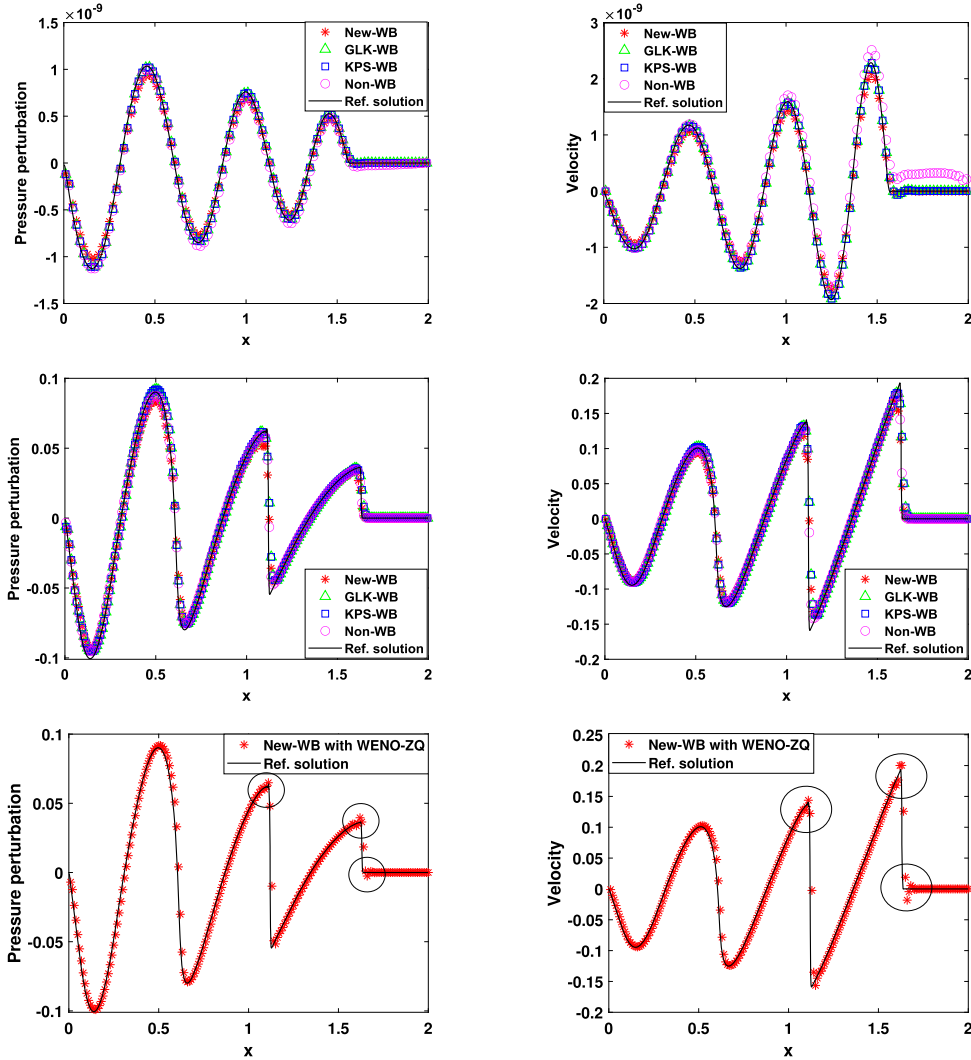 ×10⁻⁹
1.5
1
0.5
0
-0.5
-1
-1.5
0 0.5 1 1.5 2
x
Pressure perturbation
New-WB
GLK-WB
KPS-WB
Non-WB
Ref. solution
×10⁻⁹
3
2
1
0
-1
-2
0 0.5 1 1.5 2
x
Velocity
New-WB
GLK-WB
KPS-WB
Non-WB
Ref. solution
0.1
0.05
0
-0.05
-0.1
0 0.5 1 1.5 2
x
Pressure perturbation
New-WB
GLK-WB
KPS-WB
Non-WB
Ref. solution
0.2
0.15
0.1
0.05
0
-0.05
-0.1
-0.15
-0.2
0 0.5 1 1.5 2
x
Velocity
New-WB
GLK-WB
KPS-WB
Non-WB
Ref. solution
0.1
0.05
0
-0.05
-0.1
0 0.5 1 1.5 2
x
Pressure perturbation
New-WB with WENO-ZQ
Ref. solution
0.25
0.2
0.15
0.1
0.05
0
-0.05
-0.1
-0.15
-0.2
0 0.5 1 1.5 2
x
Velocity
New-WB with WENO-ZQ
Ref. solution